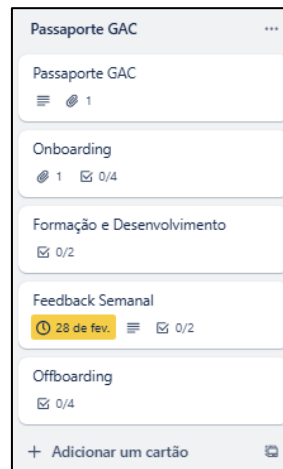 Passaporte GAC
Passaporte GAC
1
Onboarding
1 0/4
Formação e Desenvolvimento
0/2
Feedback Semanal
28 de fev. 0/2
Offboarding
0/4
+ Adicionar um cartão